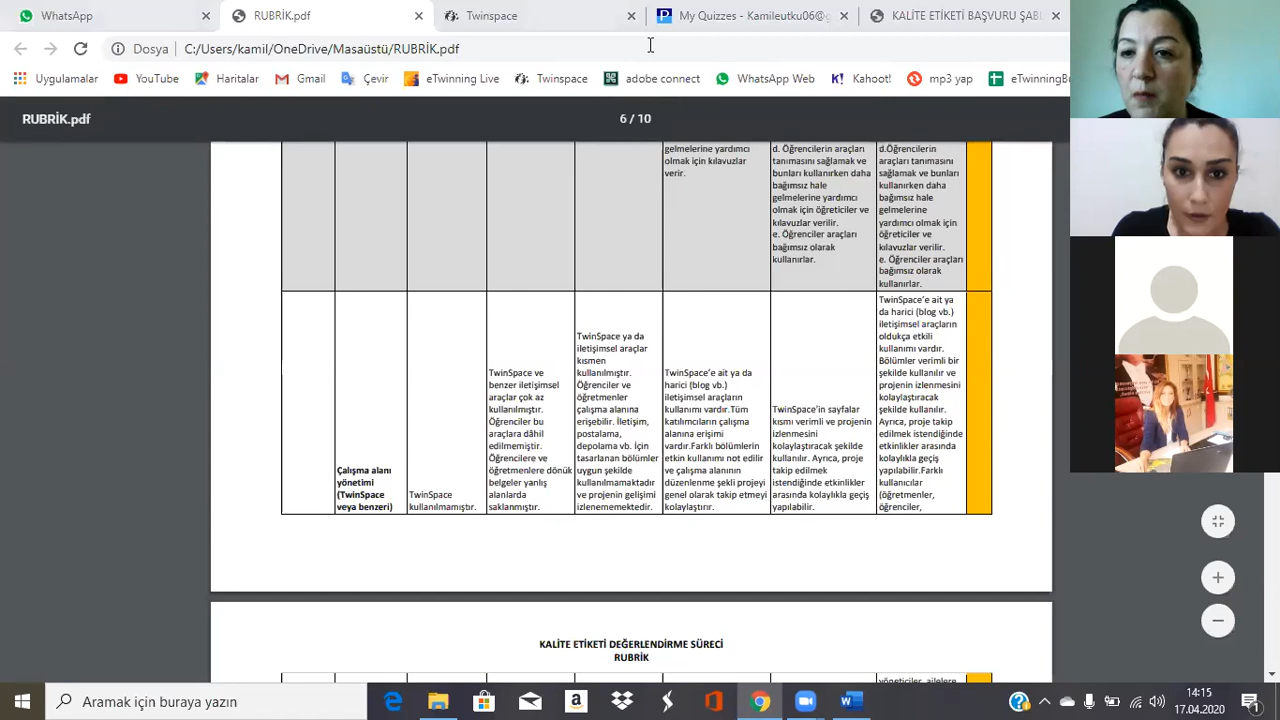 WhatsApp
RUBRİK.pdf
Twinspace
My Quizzes - Kamileutku06@g
KALİTE ETİKETİ BAŞVURU ŞABL
Dosya
C:/Users/kamil/OneDrive/Masaüstü/RUBRİK.pdf
Uygulamalar
YouTube
Haritalar
Gmail
Çevir
eTwinning Live
Twinspace
adobe connect
WhatsApp Web
Kahoot!
mp3 yap
eTwinningBu
RUBRİK.pdf
6 / 10
gelmelerine yardımcı
olmak için kılavuzlar
verir.
d. Öğrencilerin araçları
tanımasını sağlamak ve
bunları kullanırken daha
bağımsız hale
gelmelerine yardımcı
olmak için öğreticiler ve
kılavuzlar verilir.
e. Öğrenciler araçları
bağımsız olarak
kullanırlar.
d.Öğrencilerin
araçları tanımasını
sağlamak ve bunları
kullanırken daha
bağımsız hale
gelmelerine
yardımcı olmak için
öğreticiler ve
kılavuzlar verilir.
e. Öğrenciler araçları
bağımsız olarak
kullanırlar.
Çalışma alanı
yönetimi
(TwinSpace
veya benzeri)
TwinSpace
kullanılmamıştır.
TwinSpace ve
benzer iletişimsel
araçlar çok az
kullanılmıştır.
Öğrenciler bu
araçlara dâhil
edilmemiştir.
Öğrencilere ve
öğretmenlere dönük
belgeler yanlış
alanlarda
saklanmıştır.
TwinSpace ya da
iletişimsel araçlar
kısmen
kullanılmıştır.
Öğrenciler ve
öğretmenler
çalışma alanına
erişebilir. İletişim,
postalama,
depolama vb. İçin
tasarlanan bölümler
uygun şekilde
kullanılmamaktadır
ve projenin gelişimi
izlenememektedir.
TwinSpace’e ait ya da
harici (blog vb.)
iletişimsel araçların
kullanımı vardır.Tüm
katılımcıların çalışma
alanına erişimi
vardır.Farklı bölümlerin
etkin kullanımı not edilir
ve çalışma alanının
düzenlenme şekli projeyi
genel olarak takip etmeyi
kolaylaştırır.
TwinSpace’in sayfalar
kısmı verimli ve projenin
izlenmesini
kolaylaştıracak şekilde
kullanılır. Ayrıca, proje
takip edilmek
istendiğinde etkinlikler
arasında kolaylıkla geçiş
yapılabilir.
TwinSpace’e ait ya
da harici (blog vb.)
iletişimsel araçların
oldukça etkili
kullanımı vardır.
Bölümler verimli bir
şekilde kullanılır ve
projenin izlenmesini
kolaylaştıracak
şekilde kullanılır.
Ayrıca, proje takip
edilmek istendiğinde
etkinlikler arasında
kolaylıkla geçiş
yapılabilir.Farklı
kullanıcılar
(öğretmenler,
öğrenciler,
KALİTE ETİKETİ DEĞERLENDİRME SÜRECİ
RUBRİK
yöneticiler, ailelere
Aramak için buraya yazın
14:15
17.04.2020